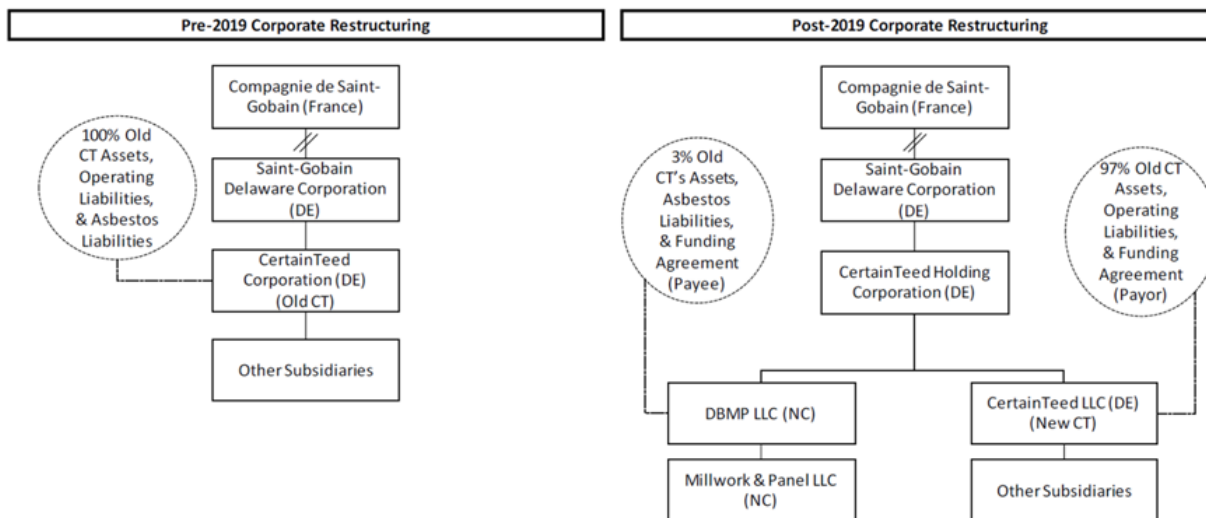 Pre-2019 Corporate Restructuring
Compagnie de Saint-
Gobain (France)
100% Old
CT Assets,
Operating
Liabilities,
& Asbestos
Liabilities
Saint-Gobain
Delaware Corporation
(DE)
CertainTeed
Corporation (DE)
(Old CT)
Other Subsidiaries
Post-2019 Corporate Restructuring
Compagnie de Saint-
Gobain (France)
3% Old
CT's Assets,
Asbestos
Liabilities,
& Funding
Agreement
(Payee)
Saint-Gobain
Delaware Corporation
(DE)
97% Old CT
Assets,
Operating
Liabilities,
& Funding
Agreement
(Payor)
CertainTeed Holding
Corporation (DE)
DBMP LLC (NC)
CertainTeed LLC (DE)
(New CT)
Millwork & Panel LLC
(NC)
Other Subsidiaries